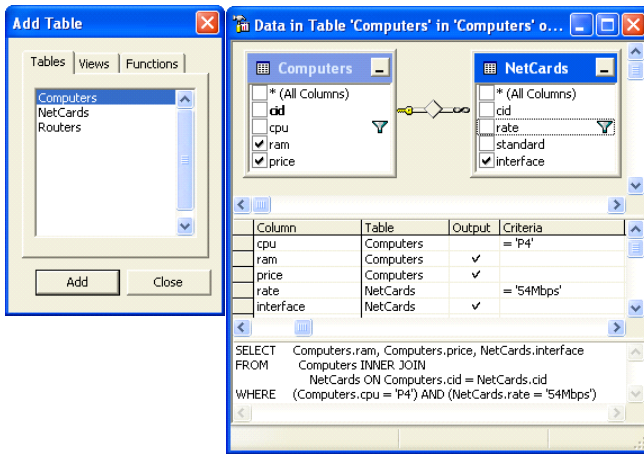 Add Table
Tables Views Functions
Computers
NetCards
Routers
Add Close
Data in Table 'Computers' in 'Computers' o...
Computers
* (All Columns)
cid
cpu
ram
price
NetCards
* (All Columns)
cid
rate
standard
interface
Column Table Output Criteria
cpu Computers = 'P4'
ram Computers
price Computers
rate NetCards = '54Mbps'
interface NetCards
SELECT Computers.ram, Computers.price, NetCards.interface
FROM Computers INNER JOIN
NetCards ON Computers.cid = NetCards.cid
WHERE (Computers.cpu = 'P4') AND (NetCards.rate = '54Mbps')